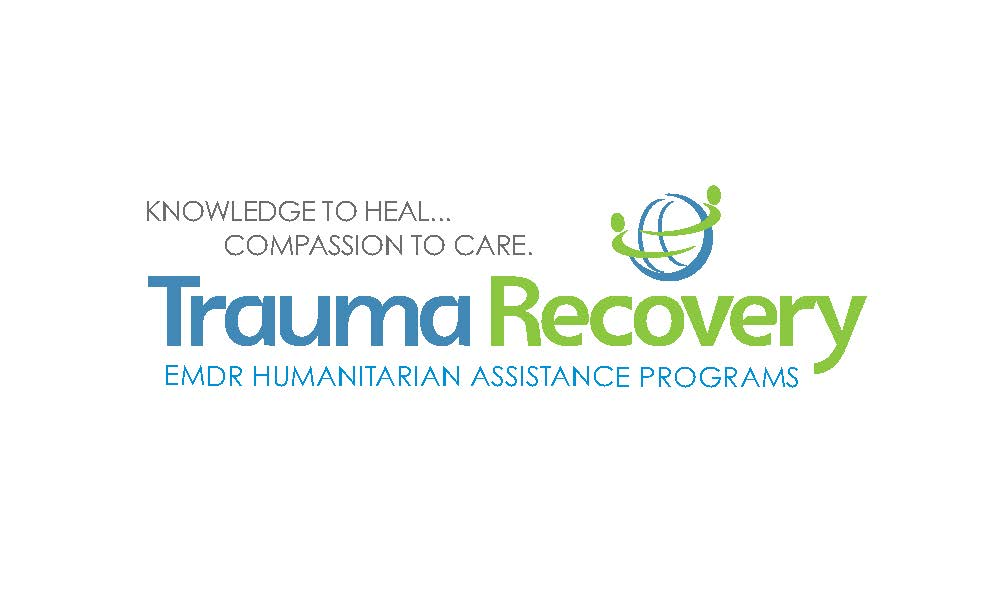 KNOWLEDGE TO HEAL...
COMPASSION TO CARE.
Trauma Recovery
EMDR HUMANITARIAN ASSISTANCE PROGRAMS